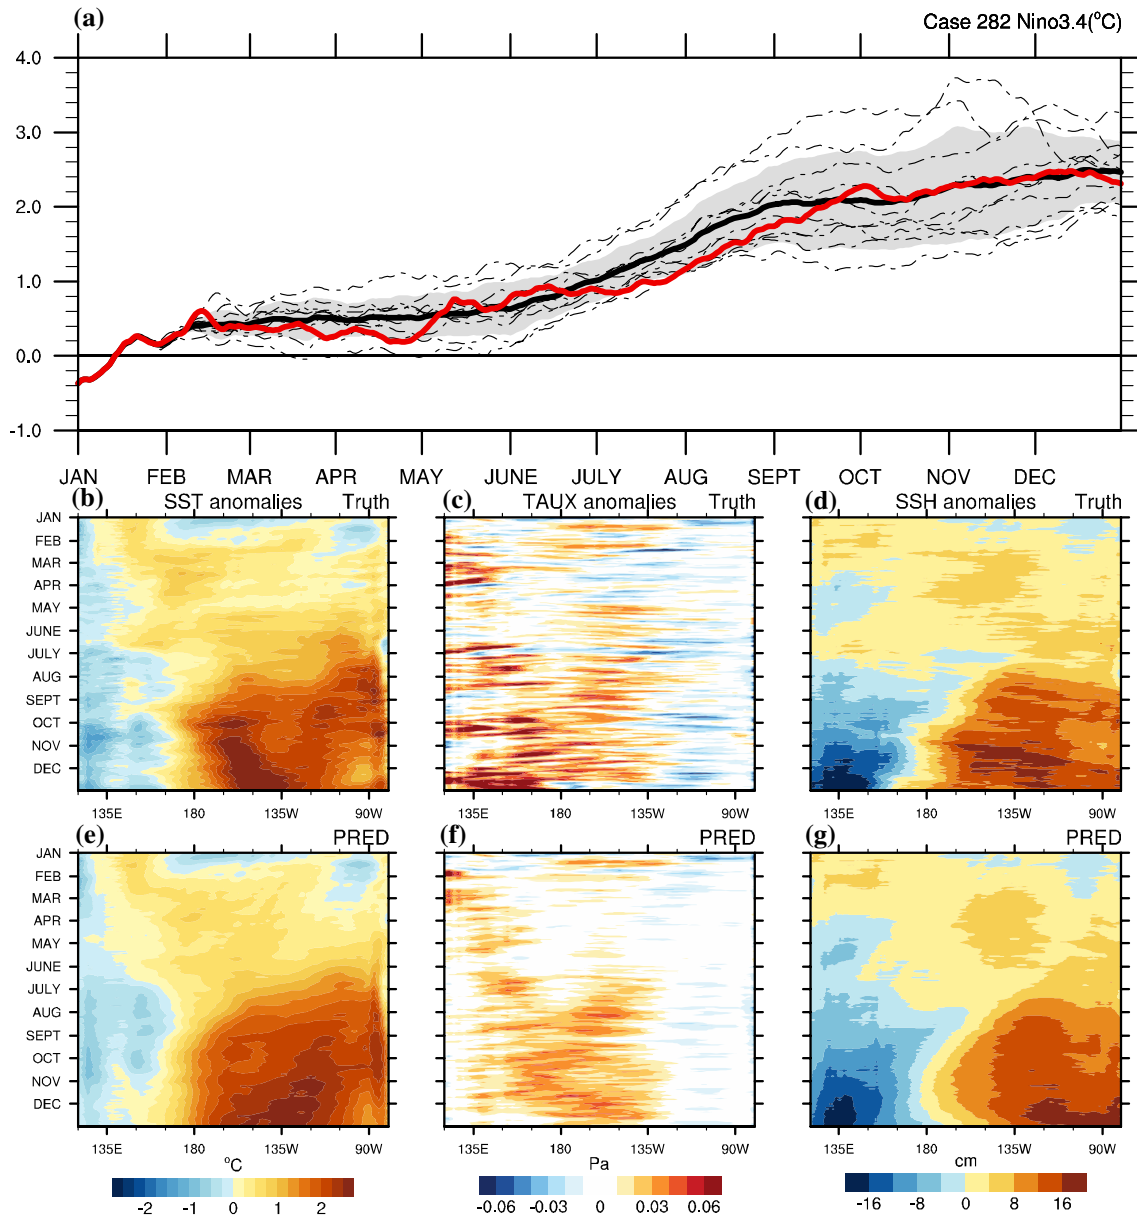 (a)
Case 282 Nino3.4(°C)
4.0
3.0
2.0
1.0
0.0
-1.0
JAN FEB MAR APR MAY JUNE JULY AUG SEPT OCT NOV DEC
(b) SST anomalies Truth
(c) TAUX anomalies Truth
(d) SSH anomalies Truth
JAN
FEB
MAR
APR
MAY
JUNE
JULY
AUG
SEPT
OCT
NOV
DEC
135E 180 135W 90W
135E 180 135W 90W
135E 180 135W 90W
(e) PRED
(f) PRED
(g) PRED
JAN
FEB
MAR
APR
MAY
JUNE
JULY
AUG
SEPT
OCT
NOV
DEC
135E 180 135W 90W
135E 180 135W 90W
135E 180 135W 90W
°C
-2 -1 0 1 2
Pa
-0.06 -0.03 0 0.03 0.06
cm
-16 -8 0 8 16